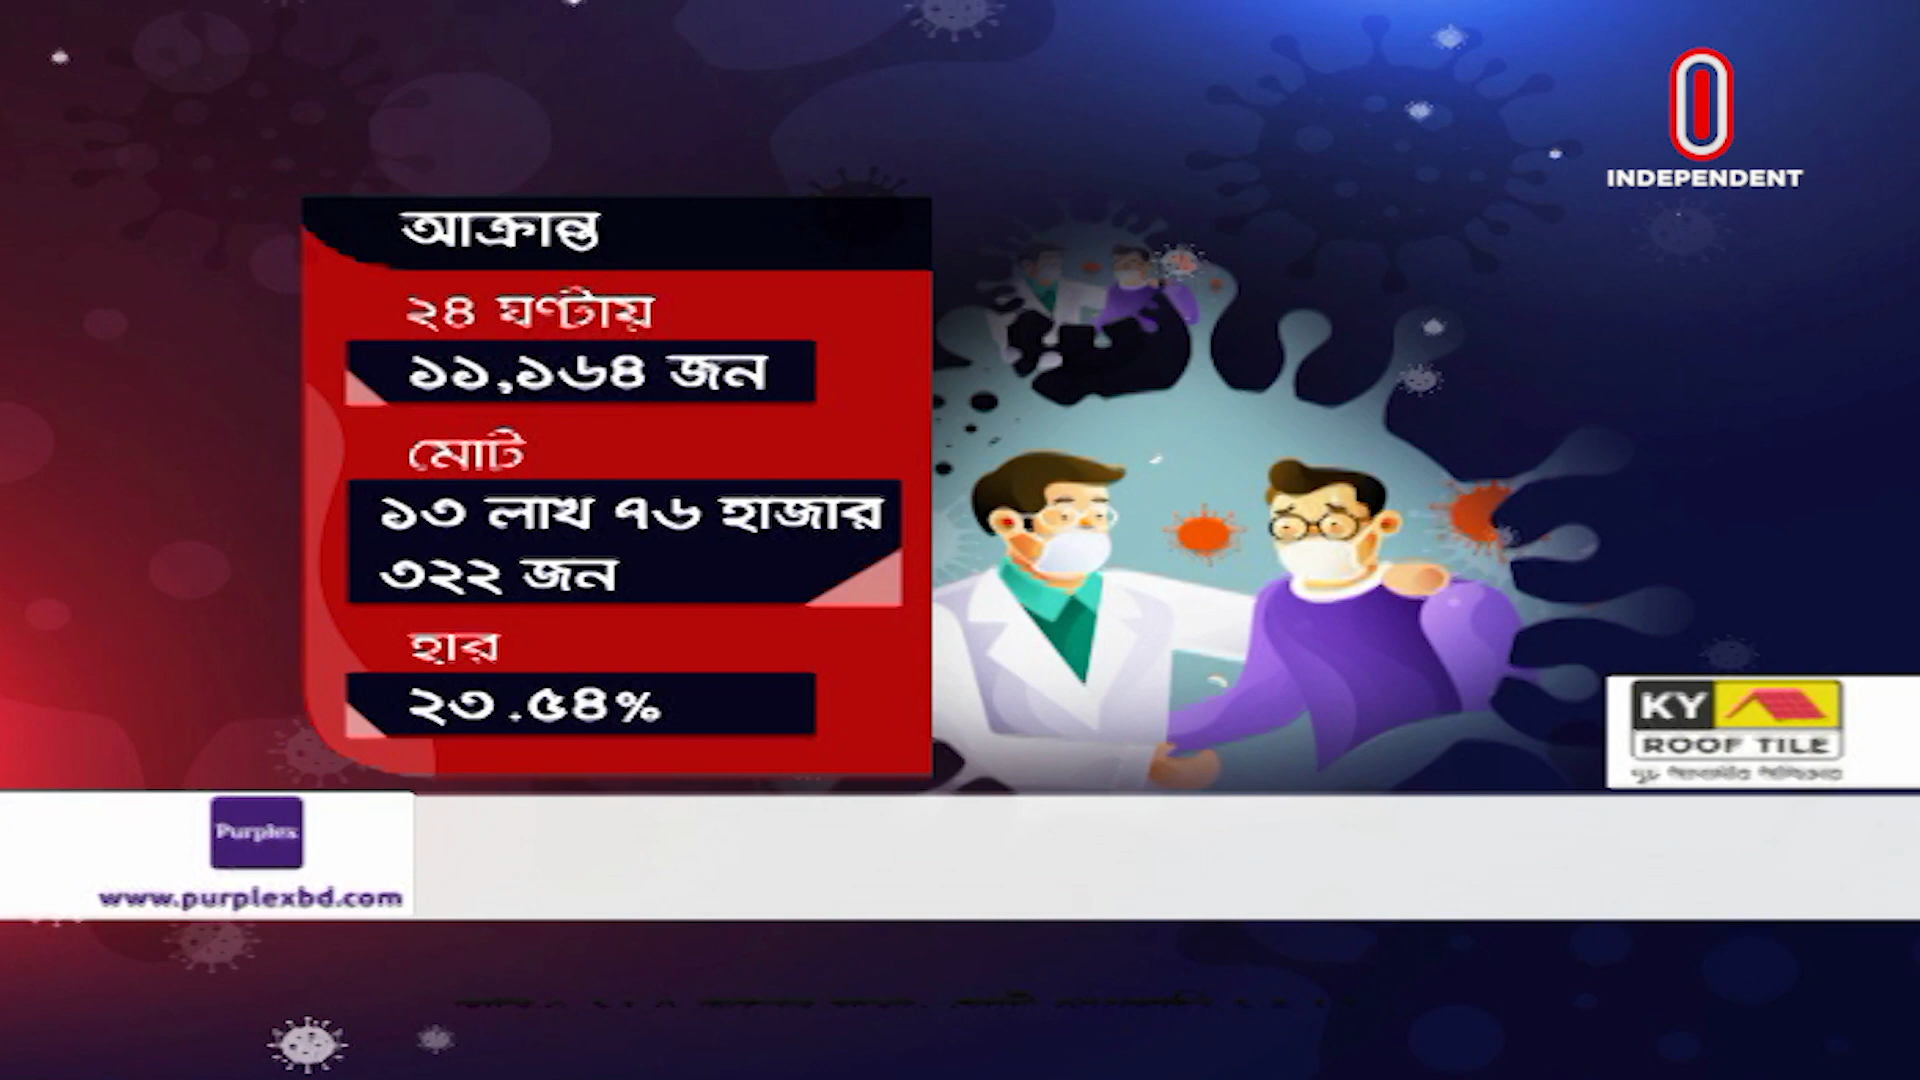 INDEPENDENT
আক্রান্ত
২৪ ঘণ্টায়
১১,১৬৪ জন
মোট
১৩ লাখ ৭৬ হাজার
৩২২ জন
হার
২৩.৫৪%
KY
ROOF TILE
Purplex
www.purplexbd.com